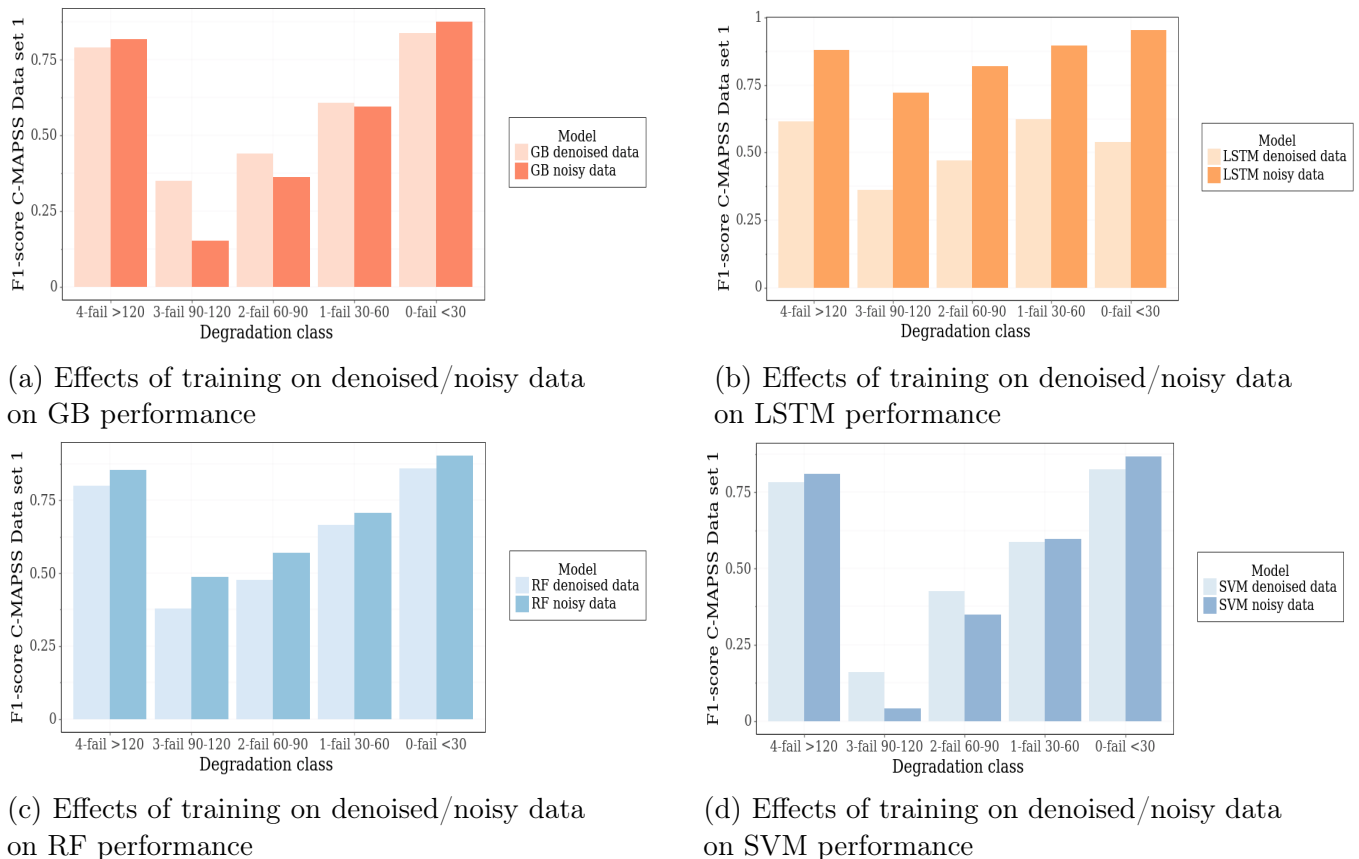 F1-score C-MAPSS Data set 1
0.75
0.50
0.25
0
4-fail >120 3-fail 90-120 2-fail 60-90 1-fail 30-60 0-fail <30
Degradation class
Model
GB denoised data
GB noisy data
(a) Effects of training on denoised/noisy data
on GB performance
F1-score C-MAPSS Data set 1
1
0.75
0.50
0.25
0
4-fail >120 3-fail 90-120 2-fail 60-90 1-fail 30-60 0-fail <30
Degradation class
Model
LSTM denoised data
LSTM noisy data
(b) Effects of training on denoised/noisy data
on LSTM performance
F1-score C-MAPSS Data set 1
0.75
0.50
0.25
0
4-fail >120 3-fail 90-120 2-fail 60-90 1-fail 30-60 0-fail <30
Degradation class
Model
RF denoised data
RF noisy data
(c) Effects of training on denoised/noisy data
on RF performance
F1-score C-MAPSS Data set 1
0.75
0.50
0.25
0
4-fail >120 3-fail 90-120 2-fail 60-90 1-fail 30-60 0-fail <30
Degradation class
Model
SVM denoised data
SVM noisy data
(d) Effects of training on denoised/noisy data
on SVM performance